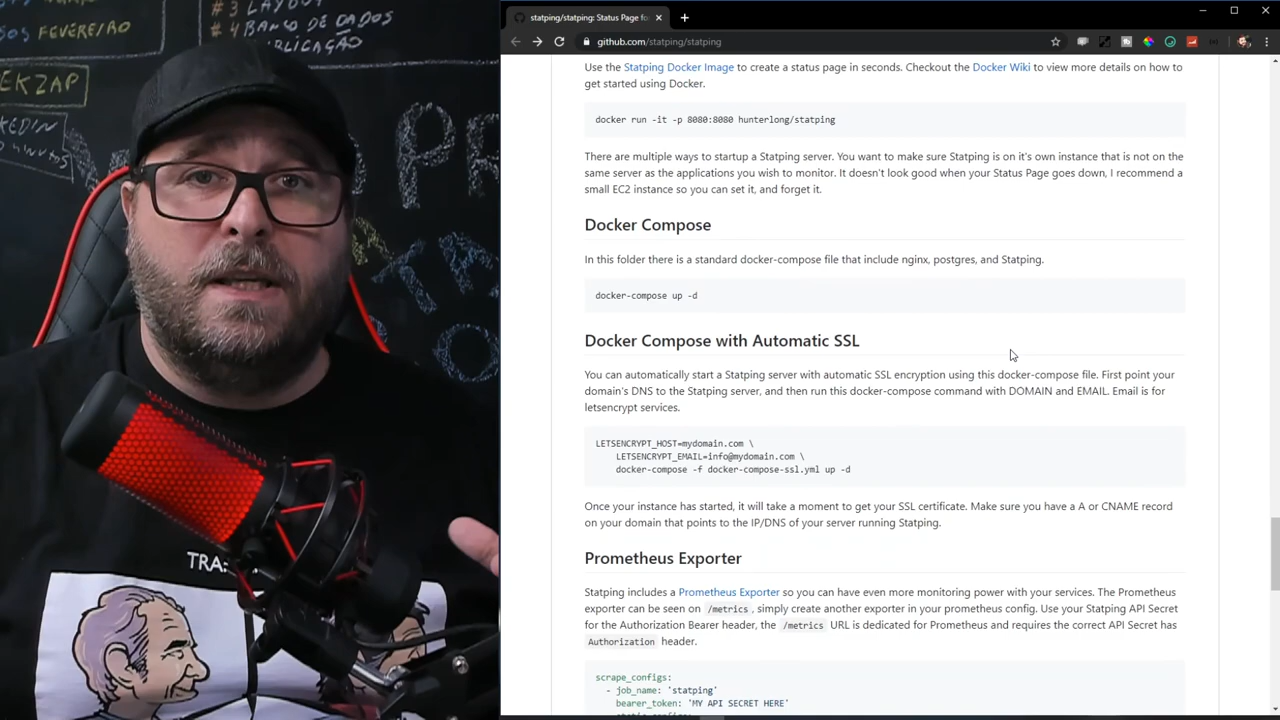 # 3 LAYOUT
# 4 BANCO DE DADOS
FEVEREIRO
PLICAÇÃO
ERZAP
KEDIN
MINUTOS
TRA
statping/statping: Status Page fo
github.com/statping/statping
Use the Statping Docker Image to create a status page in seconds. Checkout the Docker Wiki to view more details on how to
get started using Docker.
docker run -it -p 8080:8080 hunterlong/statping
There are multiple ways to startup a Statping server. You want to make sure Statping is on it's own instance that is not on the
same server as the applications you wish to monitor. It doesn't look good when your Status Page goes down, I recommend a
small EC2 instance so you can set it, and forget it.
Docker Compose
In this folder there is a standard docker-compose file that include nginx, postgres, and Statping.
docker-compose up -d
Docker Compose with Automatic SSL
You can automatically start a Statping server with automatic SSL encryption using this docker-compose file. First point your
domain's DNS to the Statping server, and then run this docker-compose command with DOMAIN and EMAIL. Email is for
letsencrypt services.
LETSENCRYPT_HOST=mydomain.com \
LETSENCRYPT_EMAIL=info@mydomain.com \
docker-compose -f docker-compose-ssl.yml up -d
Once your instance has started, it will take a moment to get your SSL certificate. Make sure you have a A or CNAME record
on your domain that points to the IP/DNS of your server running Statping.
Prometheus Exporter
Statping includes a Prometheus Exporter so you can have even more monitoring power with your services. The Prometheus
exporter can be seen on /metrics, simply create another exporter in your prometheus config. Use your Statping API Secret
for the Authorization Bearer header, the /metrics URL is dedicated for Prometheus and requires the correct API Secret has
Authorization header.
scrape_configs:
- job_name: 'statping'
bearer_token: 'MY API SECRET HERE'
static_configs: